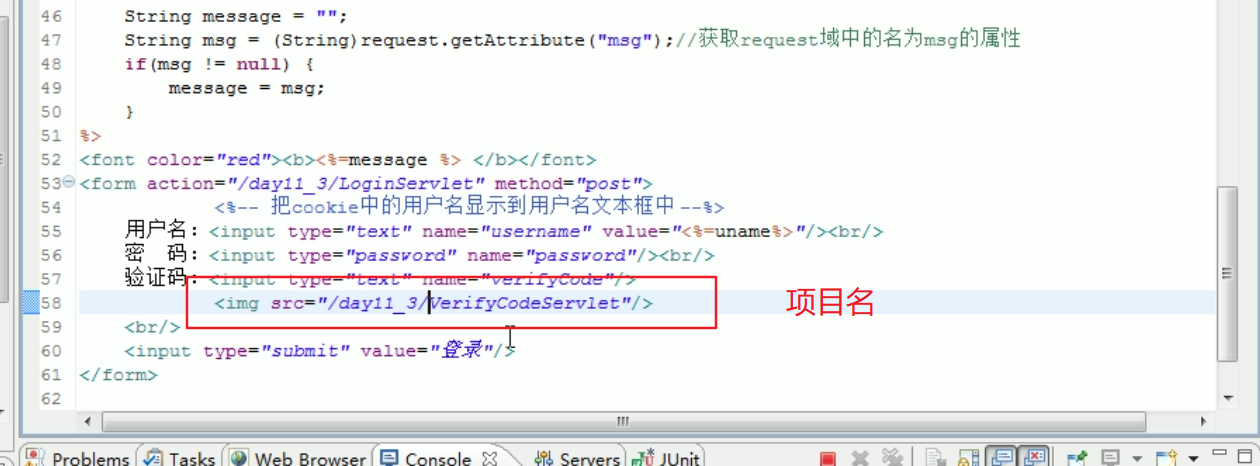 46 String message = "";
47 String msg = (String)request.getAttribute("msg");//获取request域中的名为msg的属性
48 if(msg != null) {
49 message = msg;
50 }
51 %>
52 <font color="red"><b><%=message %> </b></font>
53 <form action="/day11_3/LoginServlet" method="post">
54 <%-- 把cookie中的用户名显示到用户名文本框中 --%>
55 用户名：<input type="text" name="username" value="<%=uname%>"/><br/>
56 密 码：<input type="password" name="password"/><br/>
57 验证码：<input type="text" name="verifyCode"/>
58 <img src="/day11_3/VerifyCodeServlet"/> 项目名
59 <br/>
60 <input type="submit" value="登录"/>
61 </form>
62
Problems Tasks Web Browser Console Servers JUnit